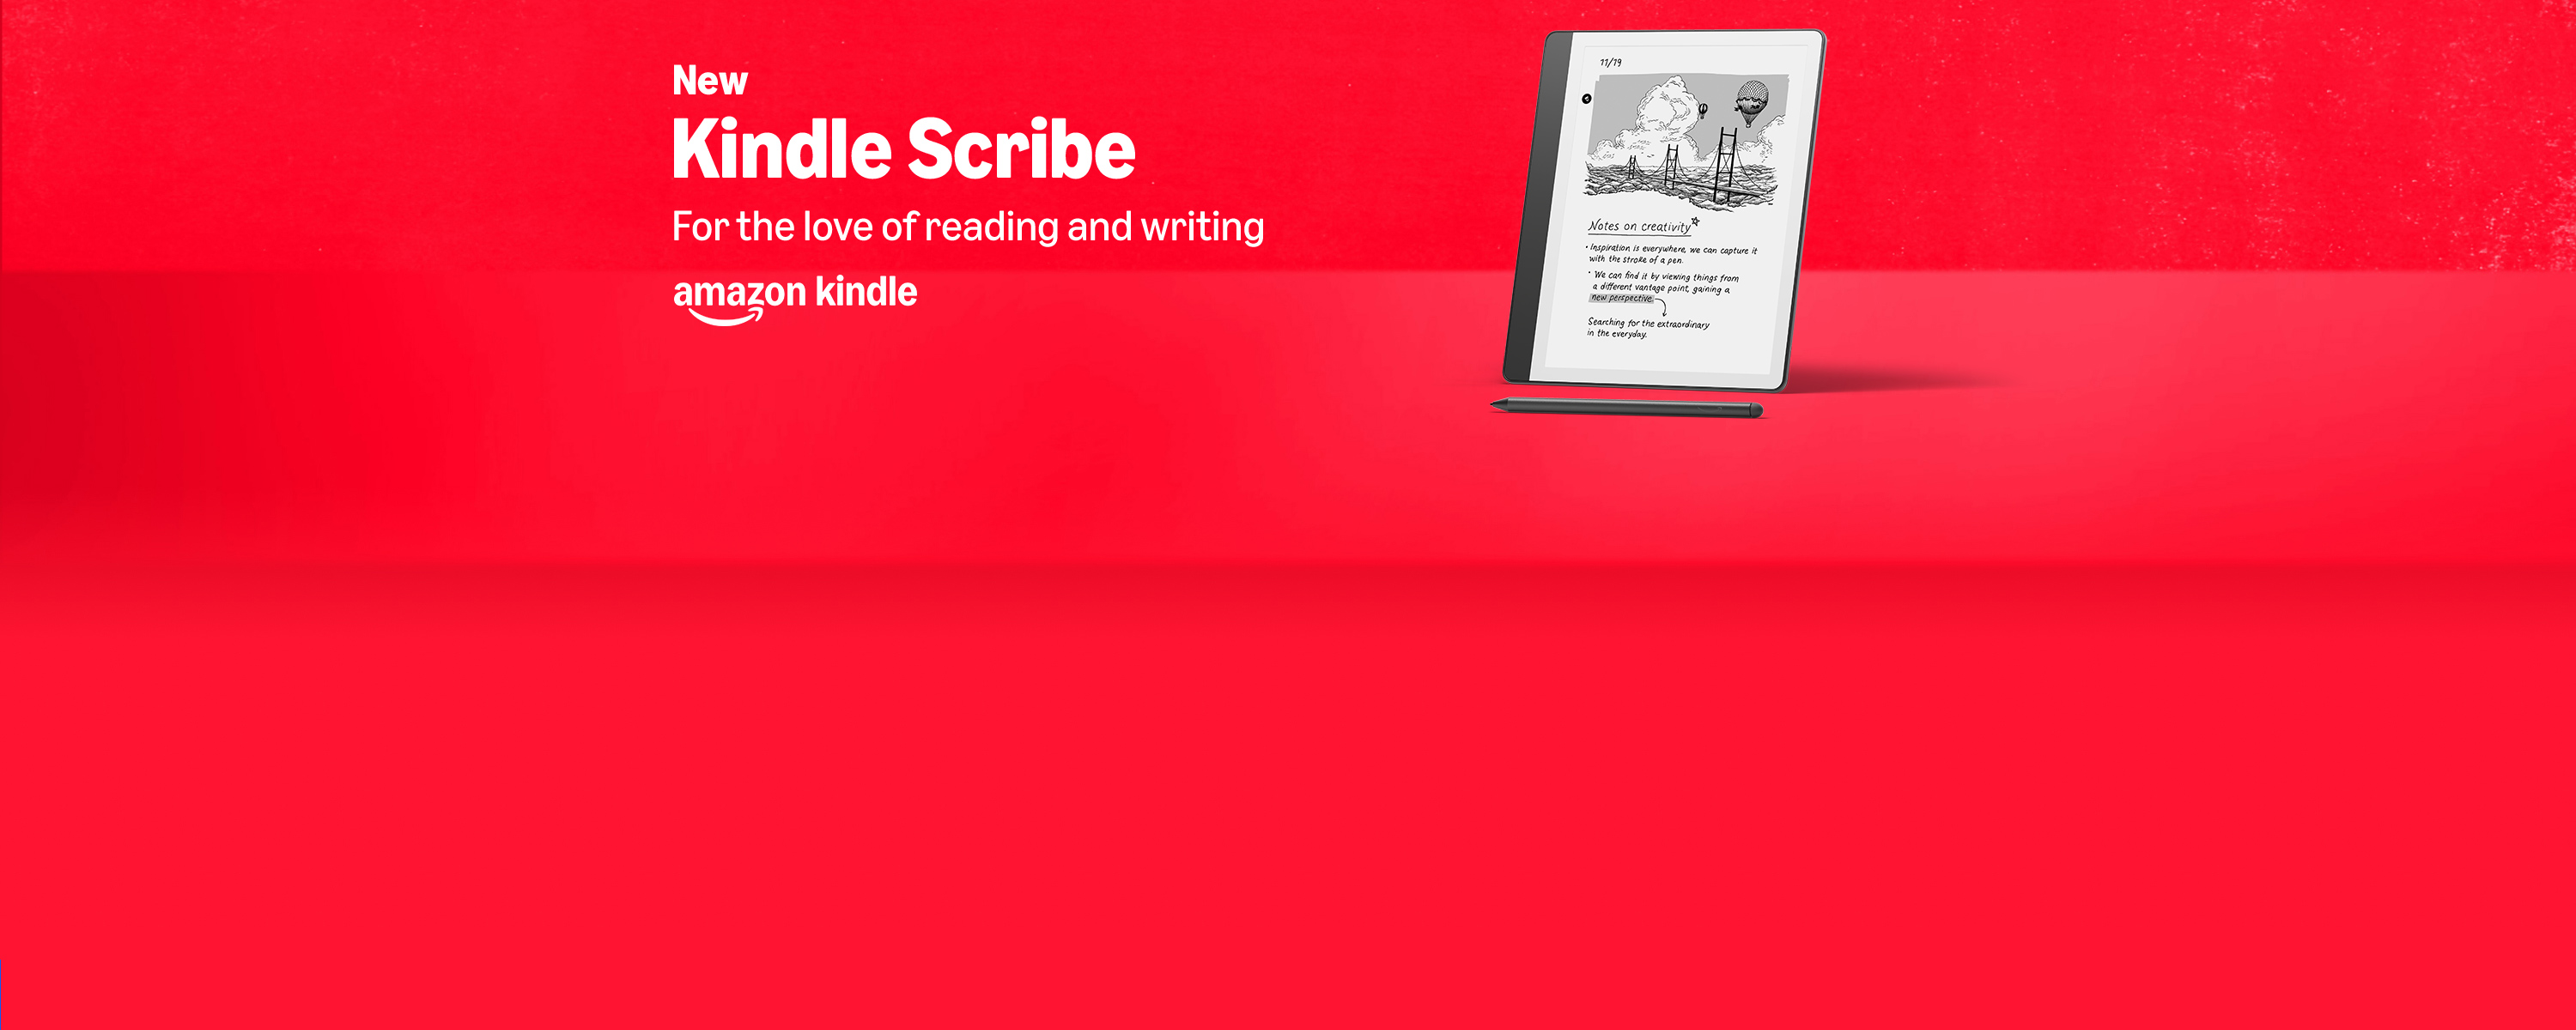 New
Kindle Scribe
For the love of reading and writing
amazon kindle
11/19
Notes on creativity
• Inspiration is everywhere, we can capture it
with the stroke of a pen.
• We can find it by viewing things from
a different vantage point, gaining a
new perspective
Searching for the extraordinary
in the everyday.